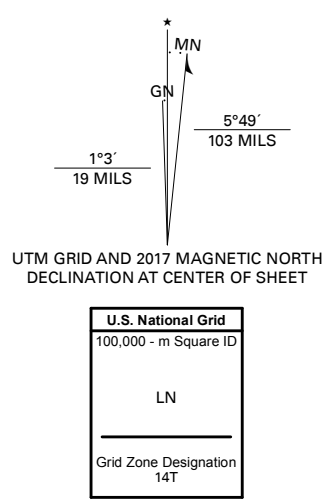 ★
MN
GN
5°49´
103 MILS
1°3´
19 MILS
UTM GRID AND 2017 MAGNETIC NORTH
DECLINATION AT CENTER OF SHEET
U.S. National Grid
100,000 - m Square ID
LN
Grid Zone Designation
14T